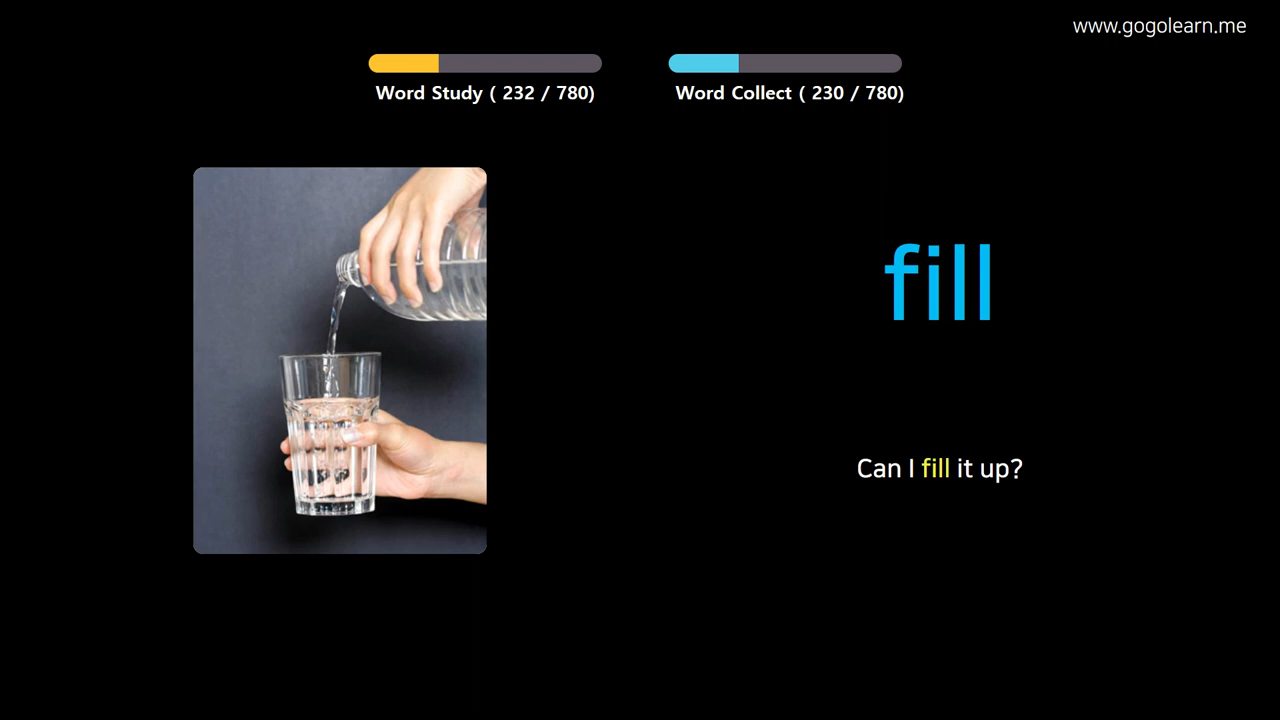 www.gogolearn.me
Word Study ( 232 / 780)
Word Collect ( 230 / 780)
fill
Can I fill it up?